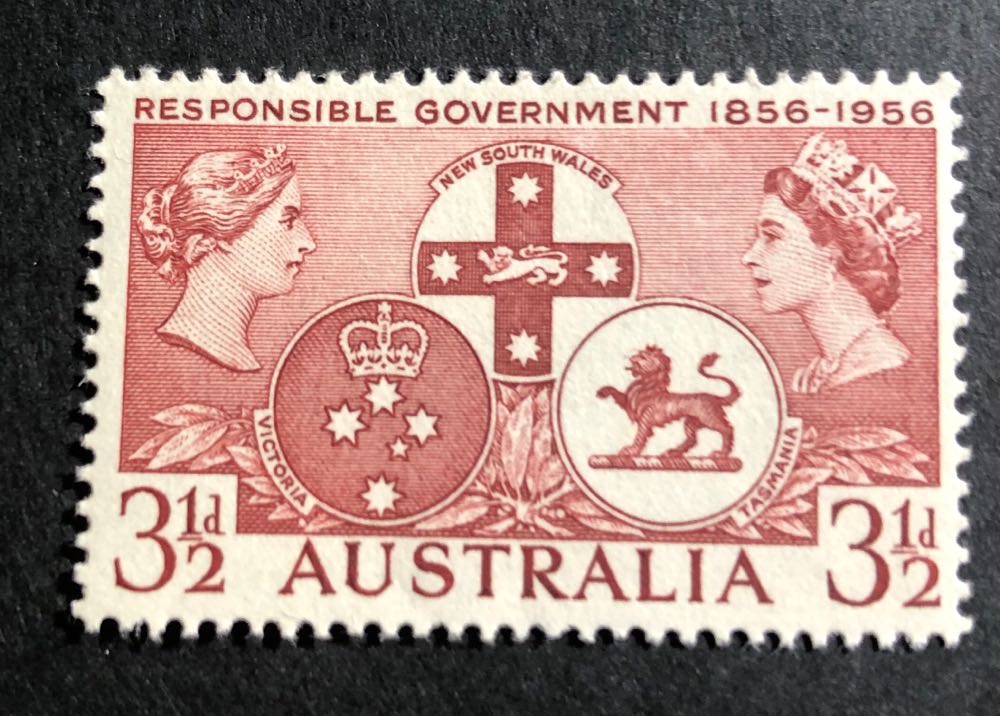 RESPONSIBLE GOVERNMENT 1856-1956
NEW SOUTH WALES
VICTORIA
TASMANIA
3½d AUSTRALIA 3½d